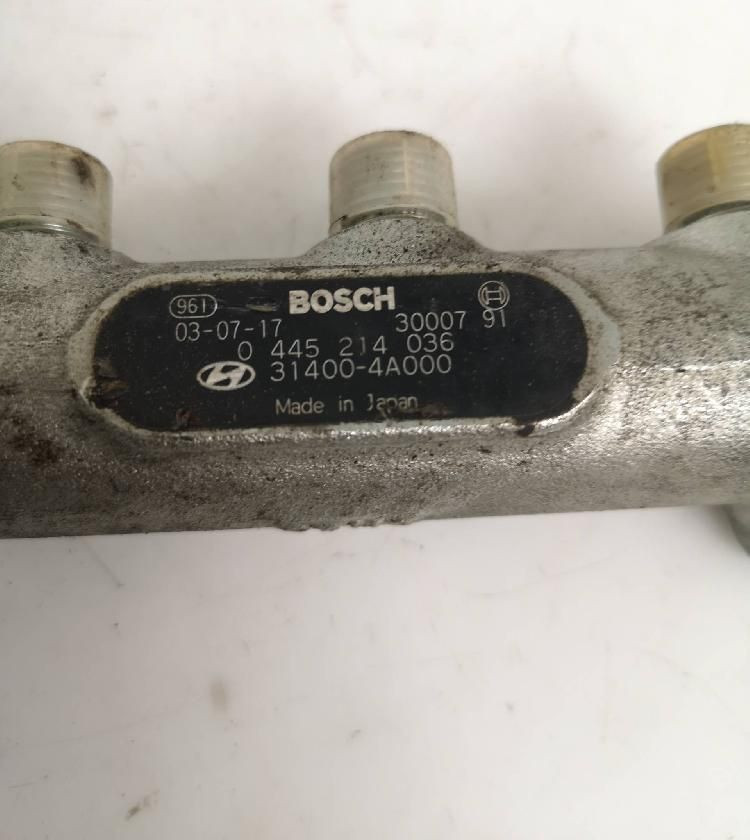 961 BOSCH
03-07-17 30007 91
0 445 214 036
31400-4A000
Made in Japan